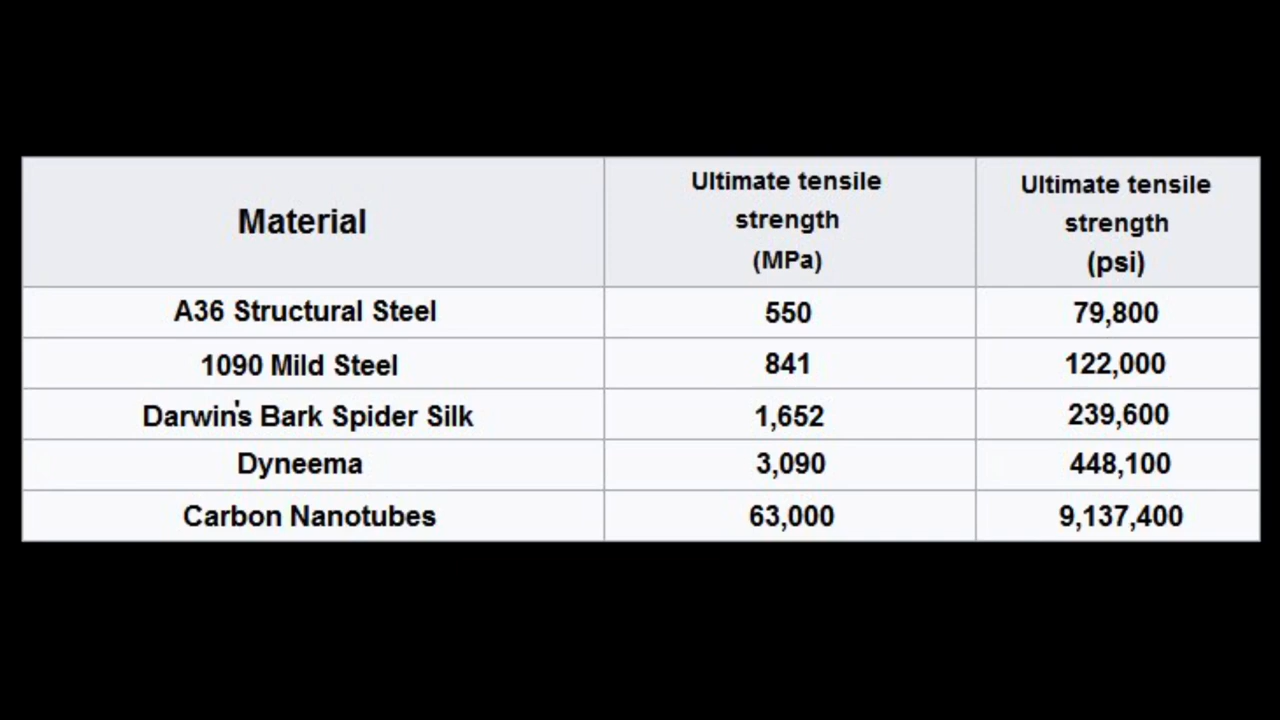 Material
Ultimate tensile
strength
(MPa)
Ultimate tensile
strength
(psi)
A36 Structural Steel 550 79,800
1090 Mild Steel 841 122,000
Darwin's Bark Spider Silk 1,652 239,600
Dyneema 3,090 448,100
Carbon Nanotubes 63,000 9,137,400